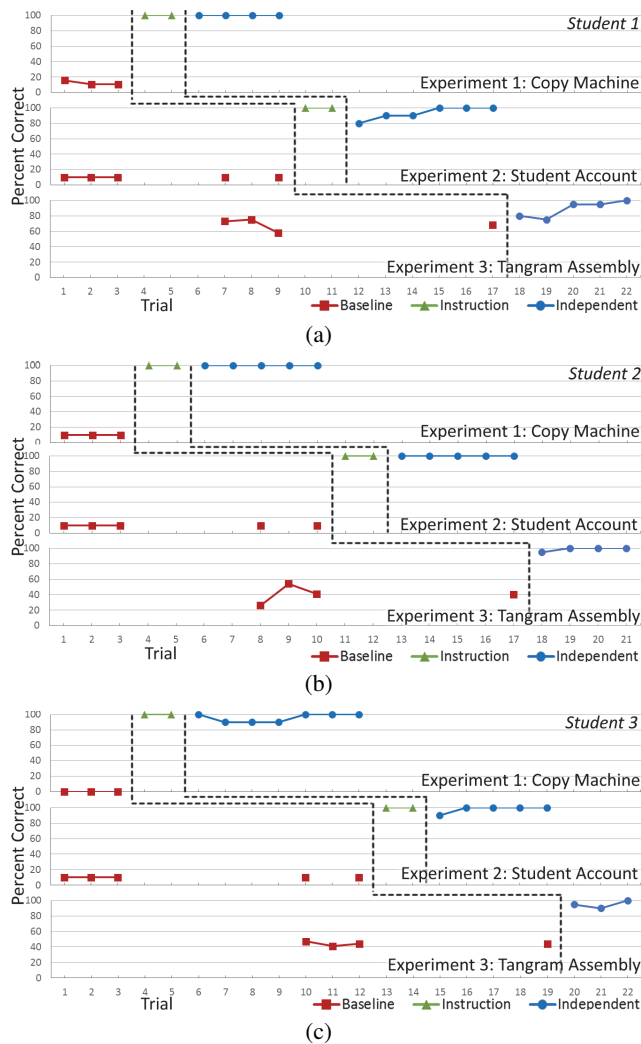 Student 1
Percent Correct
100
80
60
40
20
0
Experiment 1: Copy Machine
100
80
60
40
20
0
Experiment 2: Student Account
100
80
60
40
20
0
Experiment 3: Tangram Assembly
1 2 3 4 5 6 7 8 9 10 11 12 13 14 15 16 17 18 19 20 21 22
Trial
Baseline Instruction Independent
(a)
Student 2
Percent Correct
100
80
60
40
20
0
Experiment 1: Copy Machine
100
80
60
40
20
0
Experiment 2: Student Account
100
80
60
40
20
0
Experiment 3: Tangram Assembly
1 2 3 4 5 6 7 8 9 10 11 12 13 14 15 16 17 18 19 20 21
Trial
Baseline Instruction Independent
(b)
Student 3
Percent Correct
100
80
60
40
20
0
Experiment 1: Copy Machine
100
80
60
40
20
0
Experiment 2: Student Account
100
80
60
40
20
0
Experiment 3: Tangram Assembly
1 2 3 4 5 6 7 8 9 10 11 12 13 14 15 16 17 18 19 20 21 22
Trial
Baseline Instruction Independent
(c)